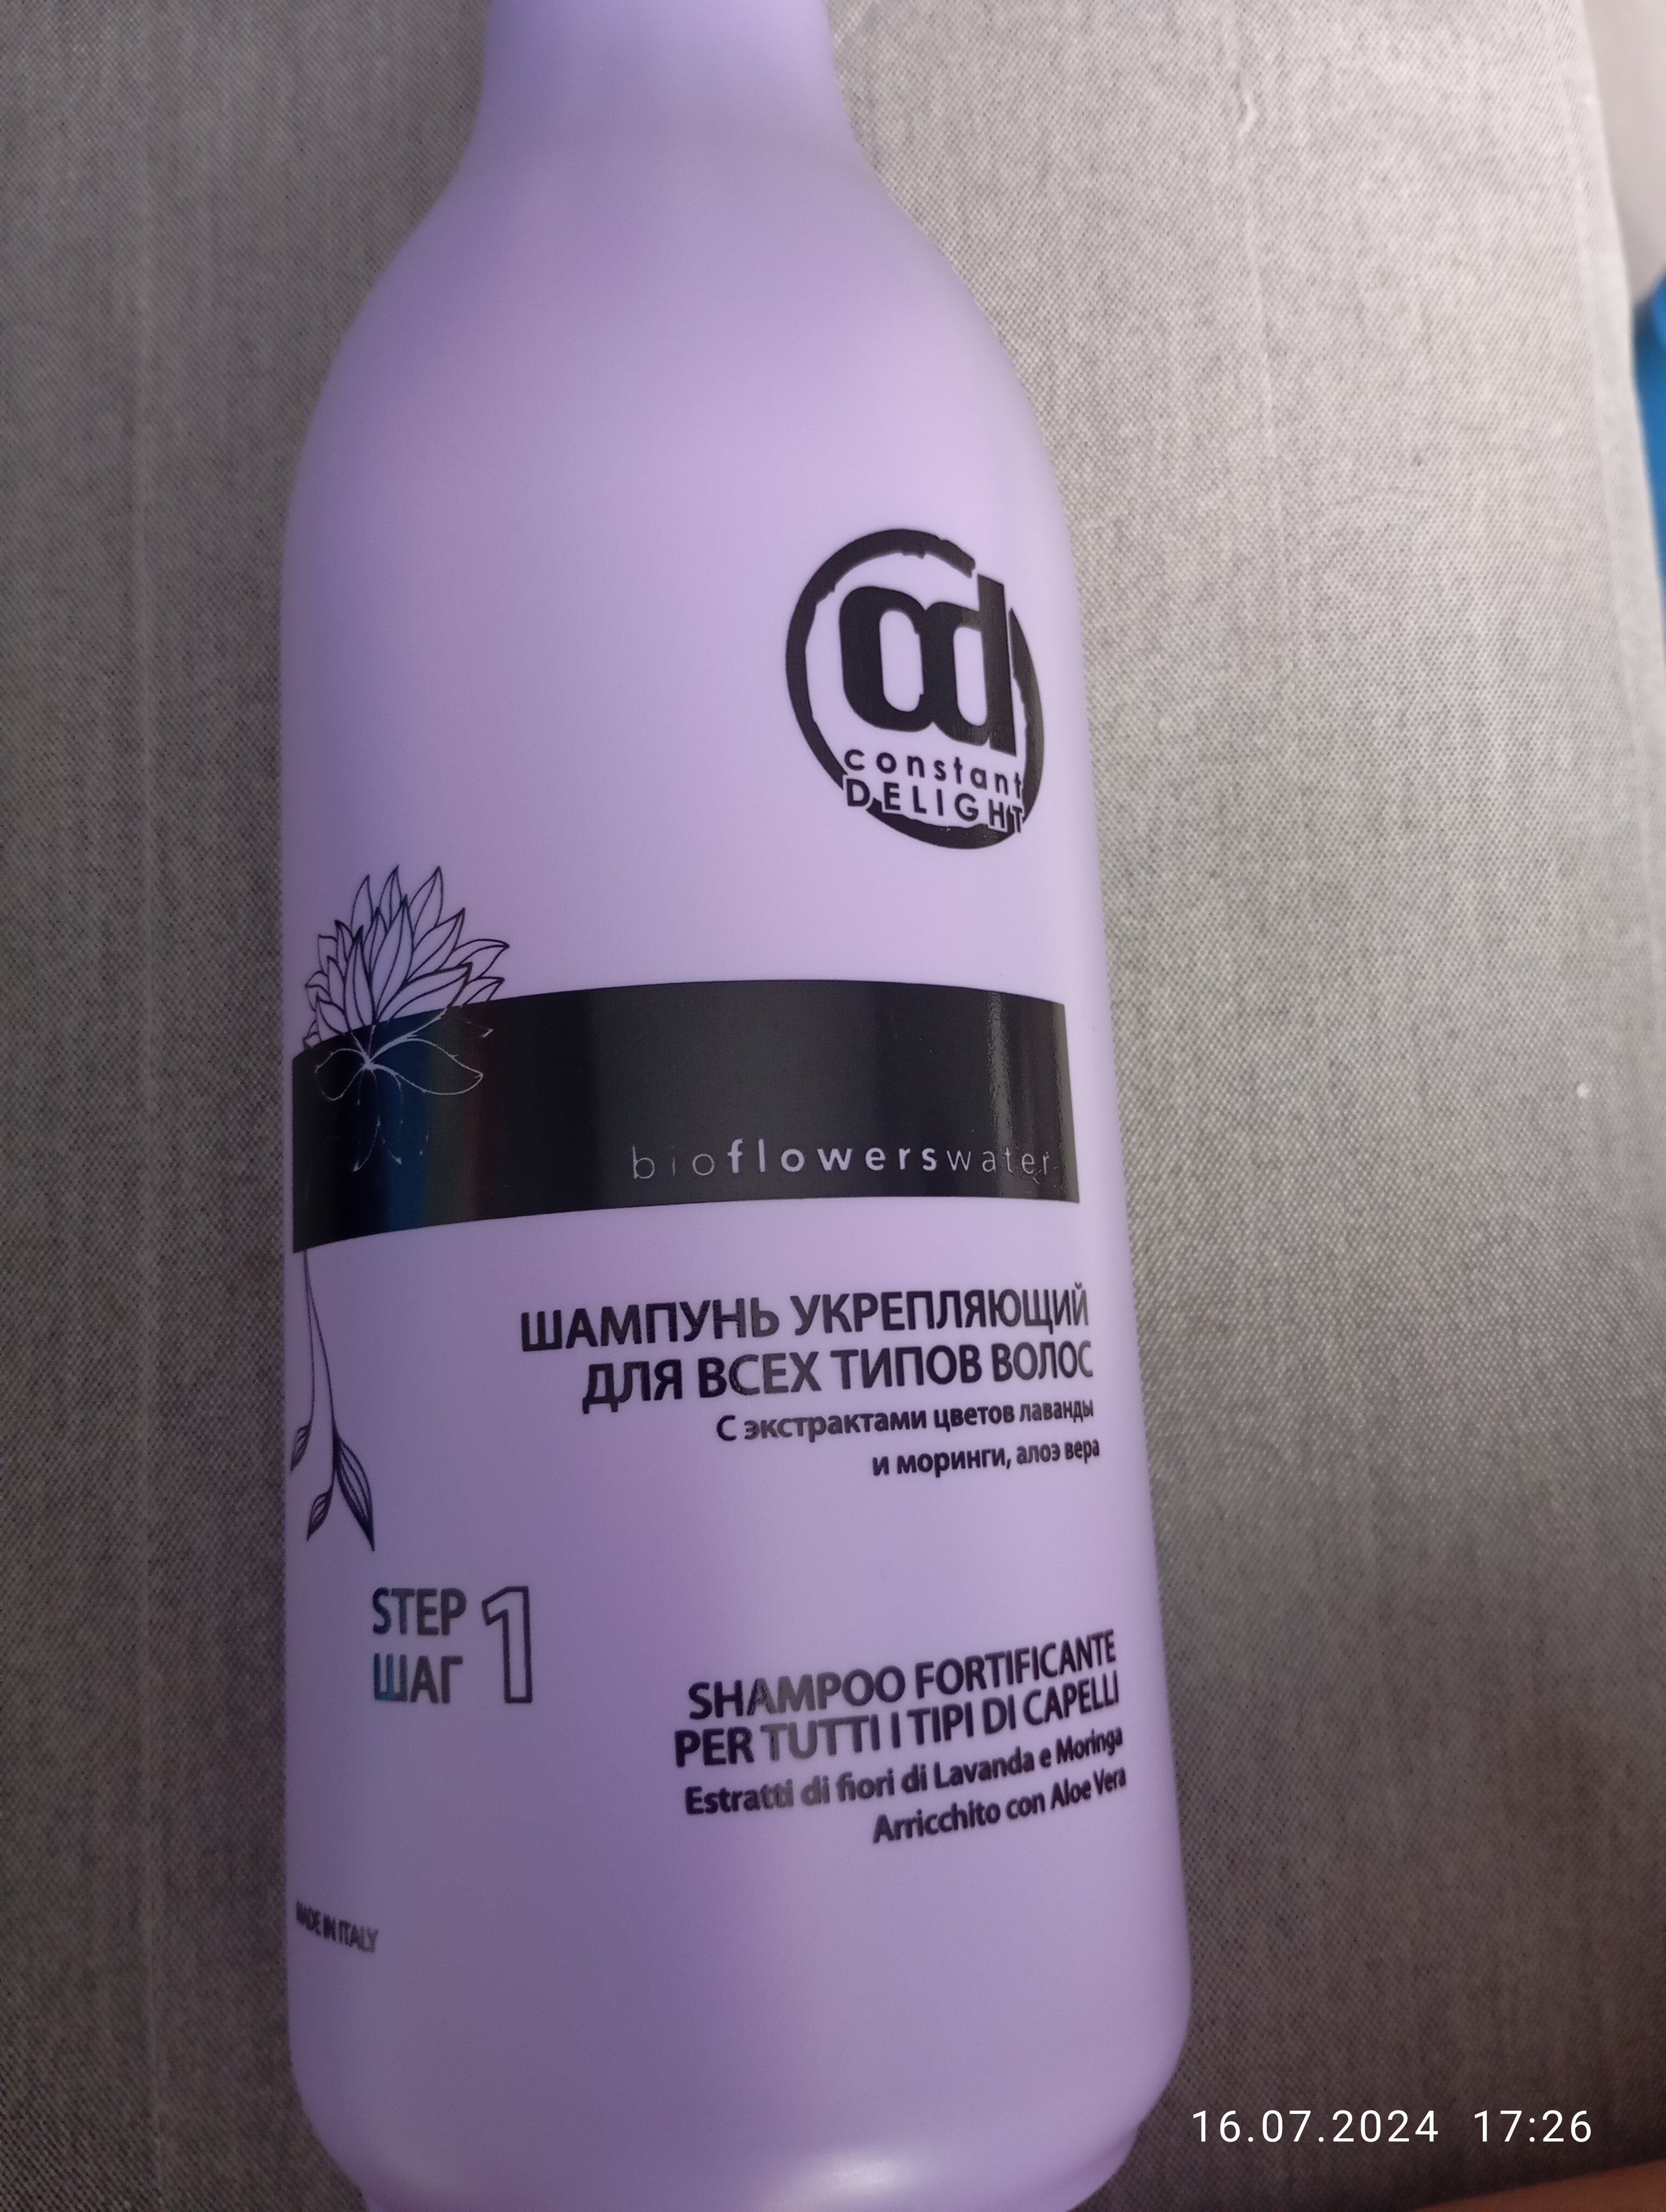 cd
constant
DELIGHT
bioflowerswater
ШАМПУНЬ УКРЕПЛЯЮЩИЙ
ДЛЯ ВСЕХ ТИПОВ ВОЛОС
С экстрактами цветов лаванды
и моринги, алоэ вера
STEP
ШАГ 1
SHAMPOO FORTIFICANTE
PER TUTTI I TIPI DI CAPELLI
Estratti di fiori di Lavanda e Moringa
Arricchito con Aloe Vera
MADE IN ITALY
16.07.2024 17:26